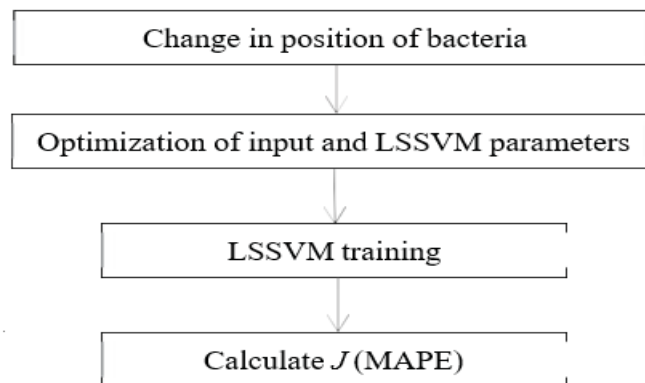 Change in position of bacteria
Optimization of input and LSSVM parameters
LSSVM training
Calculate J (MAPE)